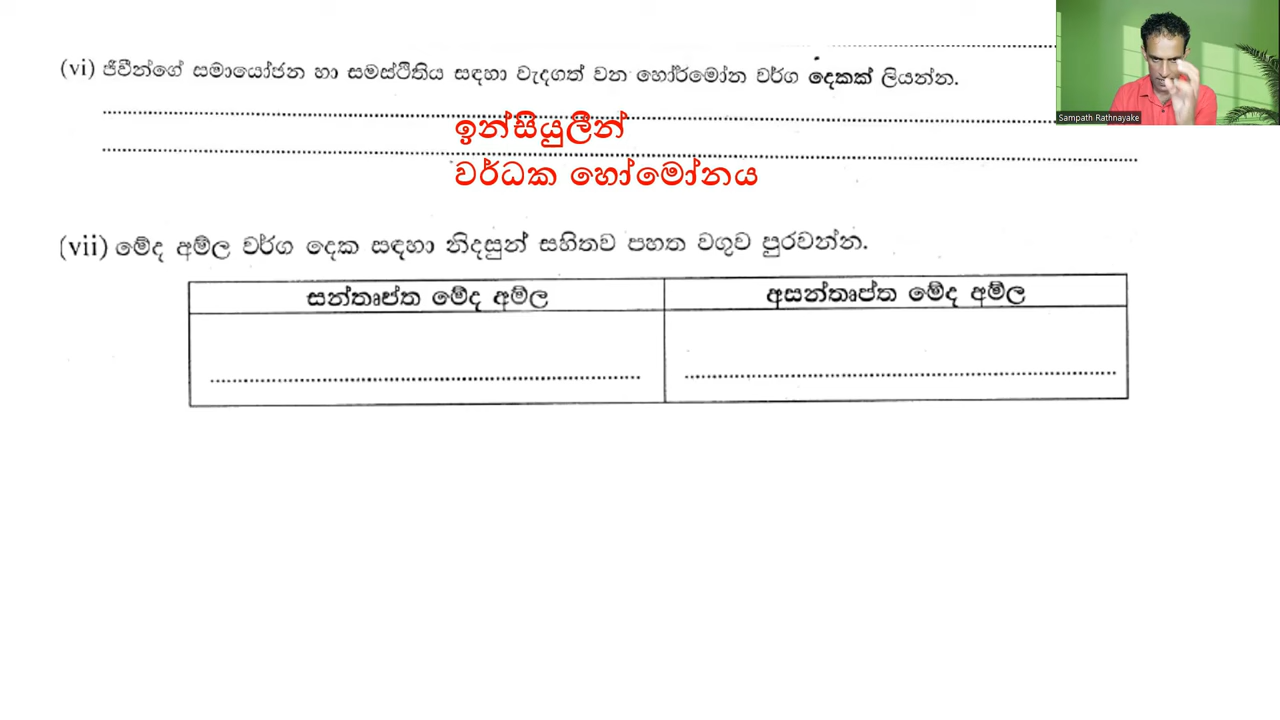 (vi) ජීවීන්ගේ සමායෝජන හා සමස්ථිතිය සඳහා වැදගත් වන හෝර්මෝන වර්ග දෙකක් ලියන්න.
ඉන්සියුලීන්
වර්ධක හෝමෝනය
(vii) මේද අම්ල වර්ග දෙක සඳහා නිදසුන් සහිතව පහත වගුව පුරවන්න.
සන්තෘප්ත මේද අම්ල
අසන්තෘප්ත මේද අම්ල
Sampath Rathnayake